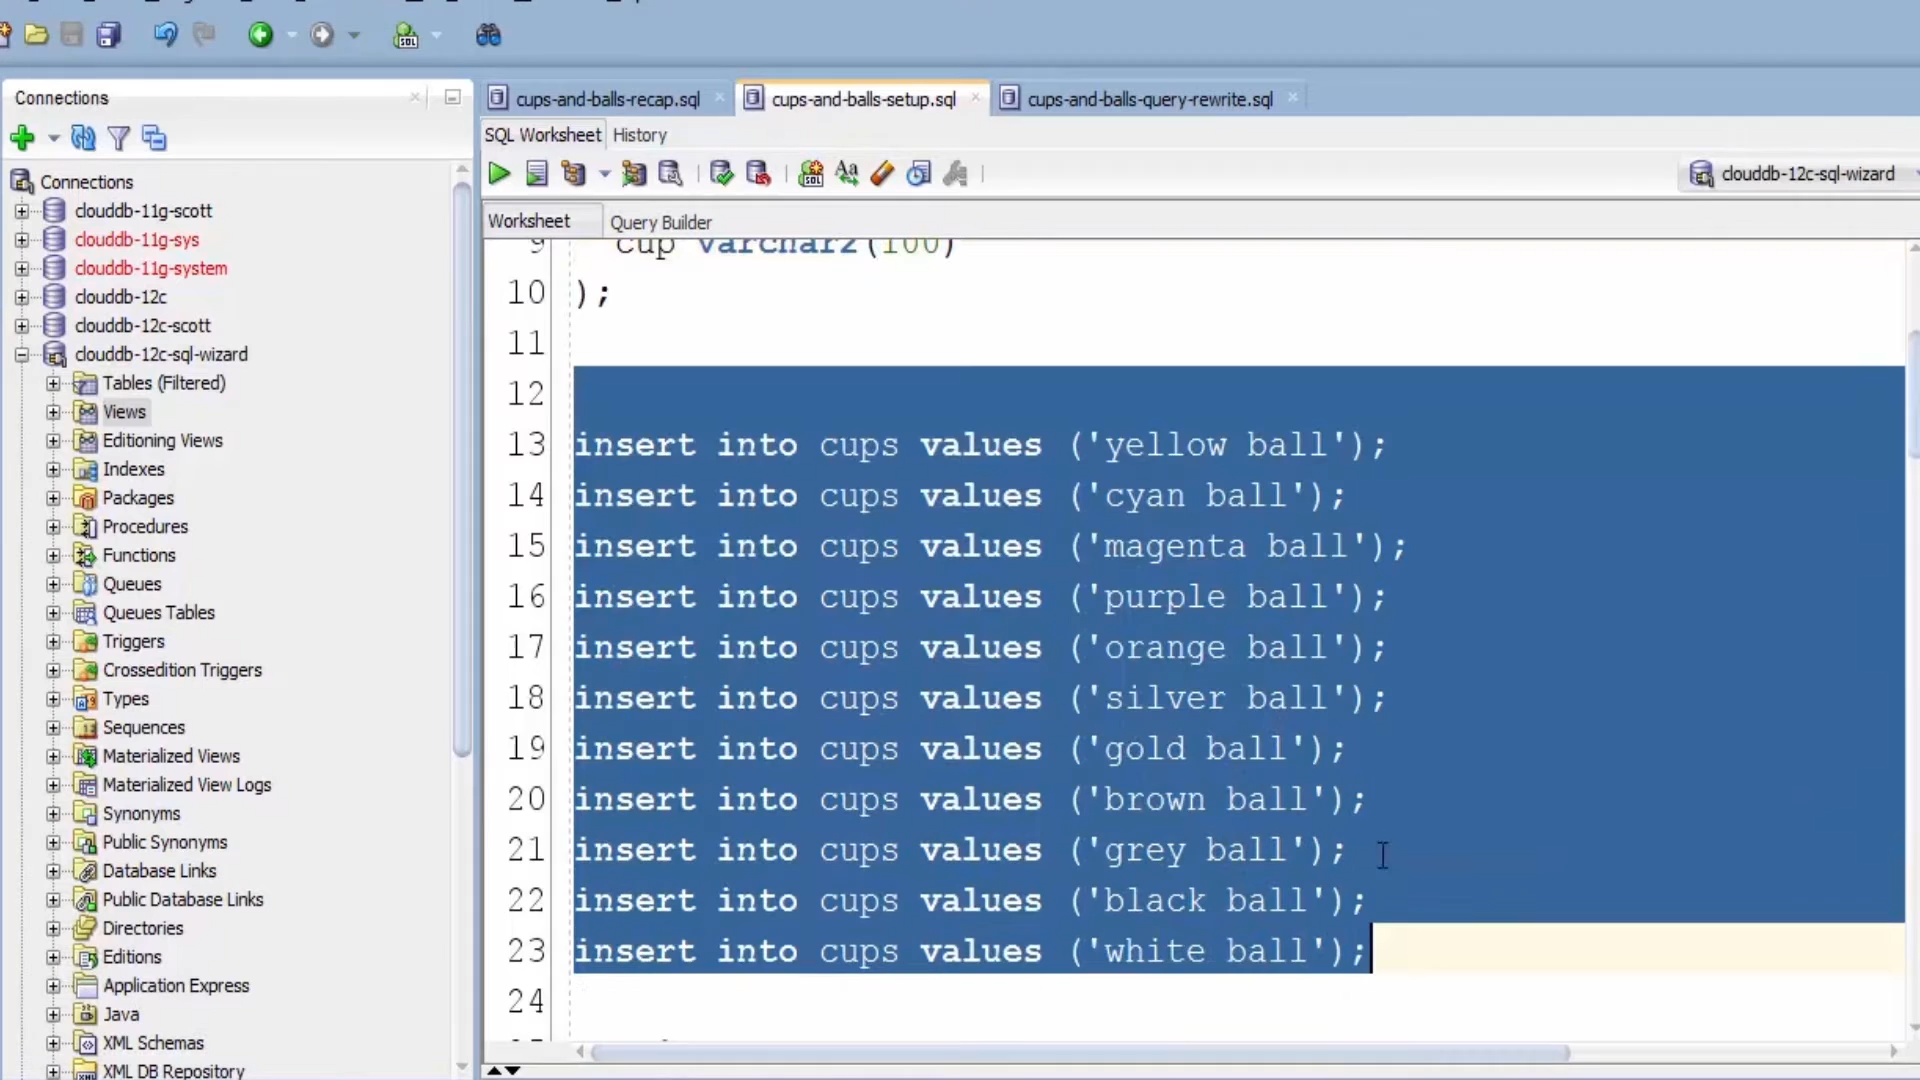 Connections
cups-and-balls-recap.sql
cups-and-balls-setup.sql
cups-and-balls-query-rewrite.sql
SQL Worksheet
History
clouddb-12c-sql-wizard
Worksheet
Query Builder
Connections
clouddb-11g-scott
clouddb-11g-sys
clouddb-11g-system
clouddb-12c
clouddb-12c-scott
clouddb-12c-sql-wizard
Tables (Filtered)
Views
Editioning Views
Indexes
Packages
Procedures
Functions
Queues
Queues Tables
Triggers
Crossedition Triggers
Types
Sequences
Materialized Views
Materialized View Logs
Synonyms
Public Synonyms
Database Links
Public Database Links
Directories
Editions
Application Express
Java
XML Schemas
XML DB Repository
9 cup varchar2(100)
10 );
11
12
13 insert into cups values ('yellow ball');
14 insert into cups values ('cyan ball');
15 insert into cups values ('magenta ball');
16 insert into cups values ('purple ball');
17 insert into cups values ('orange ball');
18 insert into cups values ('silver ball');
19 insert into cups values ('gold ball');
20 insert into cups values ('brown ball');
21 insert into cups values ('grey ball');
22 insert into cups values ('black ball');
23 insert into cups values ('white ball');
24